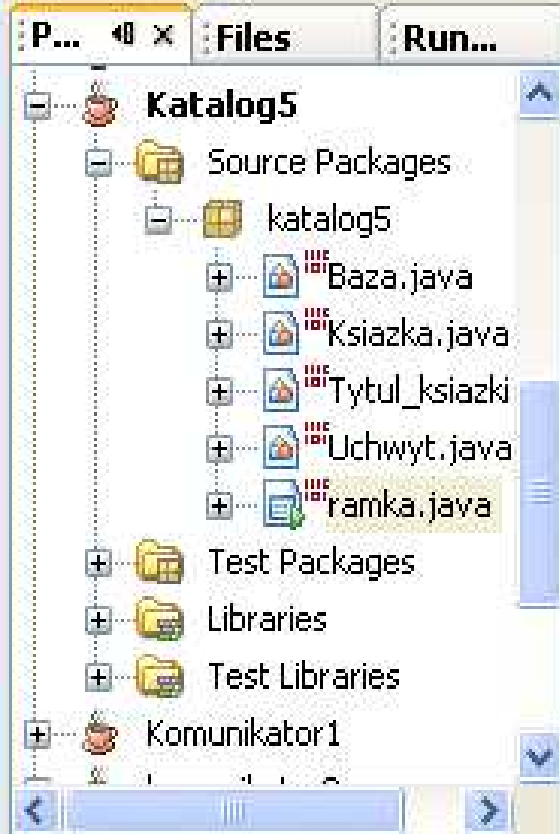 P... Files Run...
Katalog5
Source Packages
katalog5
Baza.java
Ksiazka.java
Tytul_ksiazki
Uchwyt.java
ramka.java
Test Packages
Libraries
Test Libraries
Komunikator1